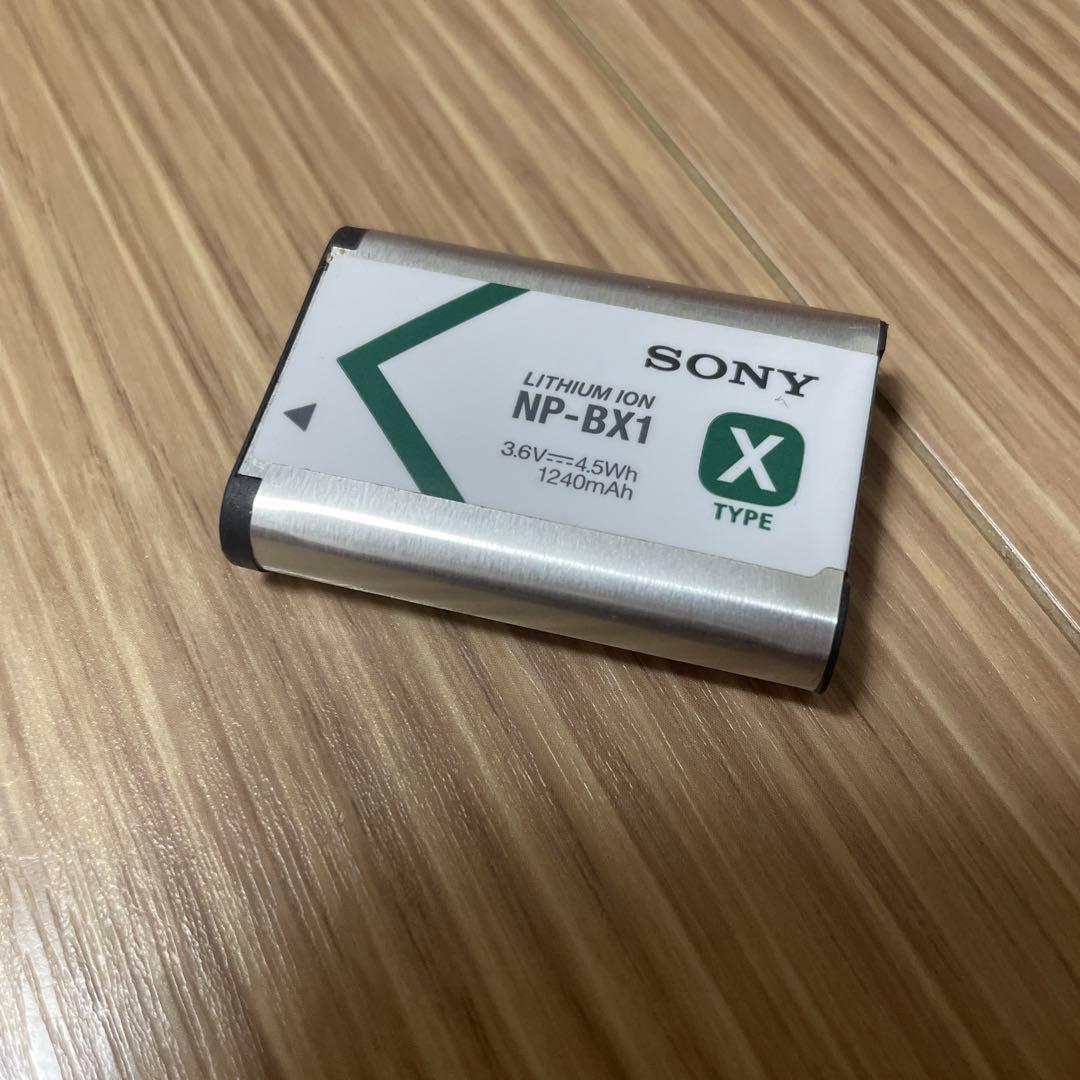 SONY
LITHIUM ION
NP-BX1
3.6V⎓4.5Wh
1240mAh
X
TYPE